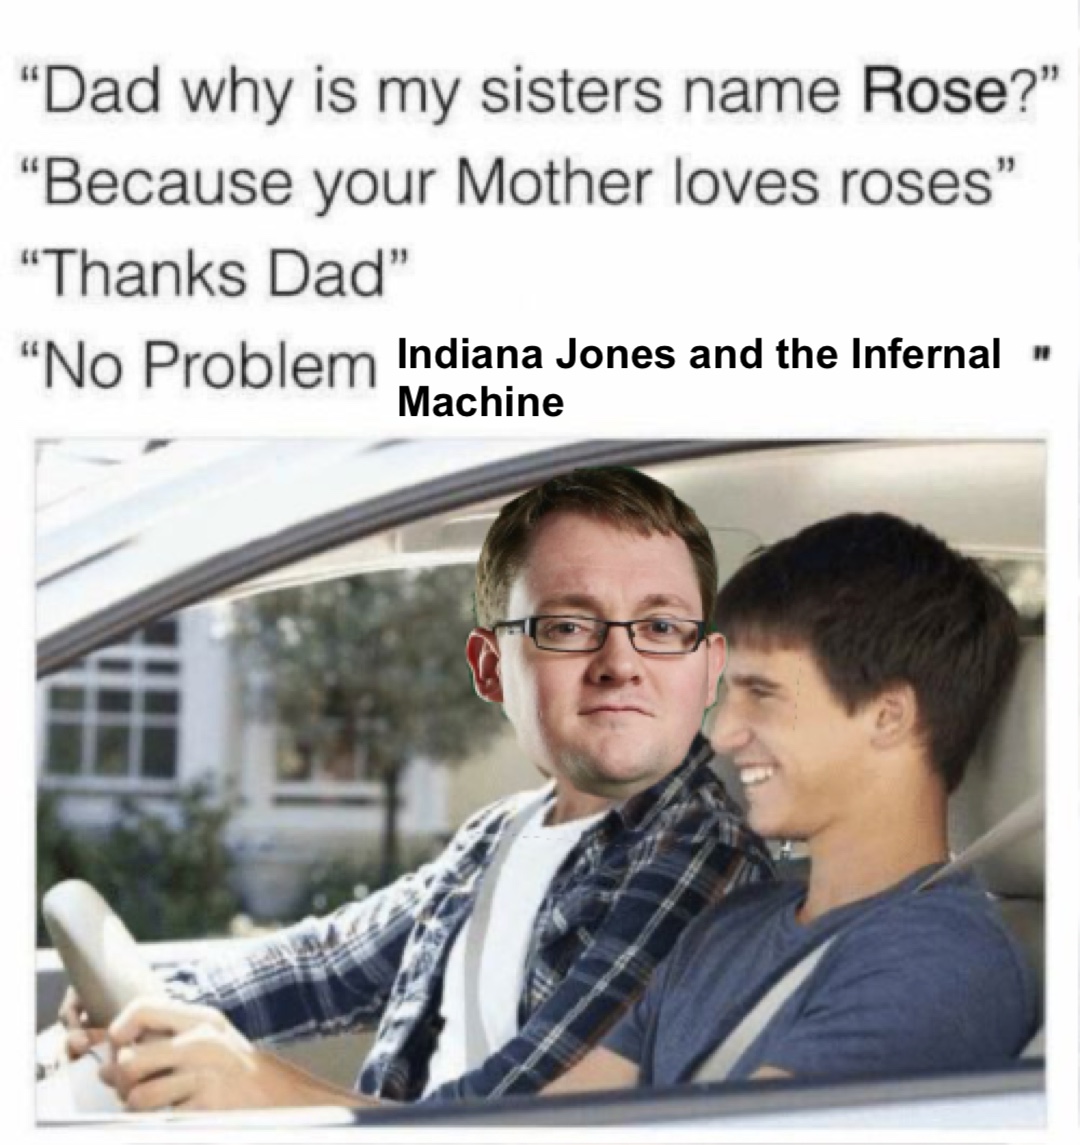 “Dad why is my sisters name Rose?”
“Because your Mother loves roses”
“Thanks Dad”
“No Problem Indiana Jones and the Infernal "
Machine